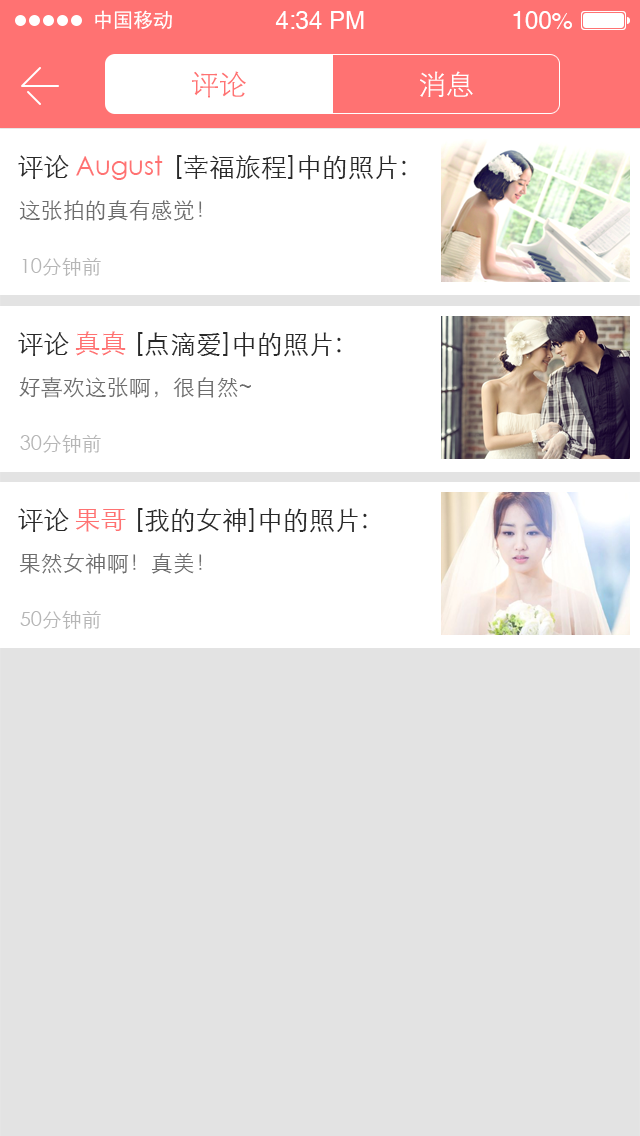 中国移动 4:34 PM 100%
评论 消息
评论 August [幸福旅程]中的照片：
这张拍的真有感觉！
10分钟前
评论 真真 [点滴爱]中的照片：
好喜欢这张啊，很自然~
30分钟前
评论 果哥 [我的女神]中的照片：
果然女神啊！真美！
50分钟前